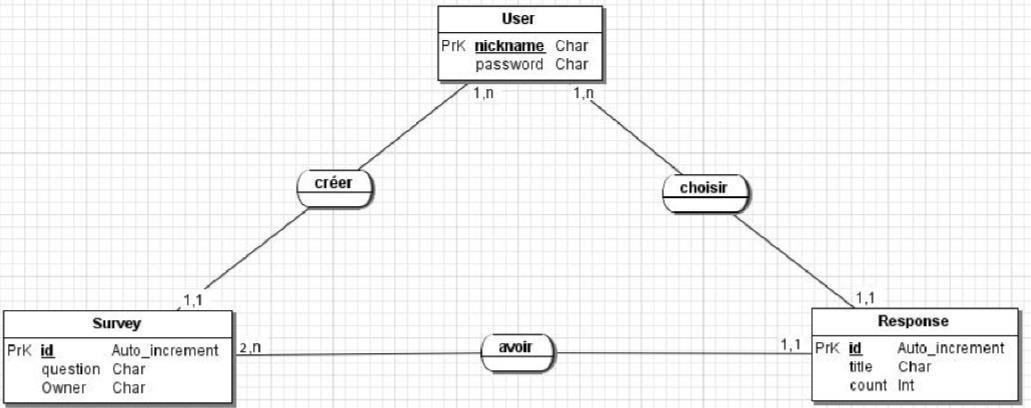 User
PrK nickname Char
password Char
1,n
1,n
créer
choisir
1,1
1,1
Survey
PrK id Auto_increment
question Char
Owner Char
2,n
avoir
1,1
Response
PrK id Auto_increment
title Char
count Int